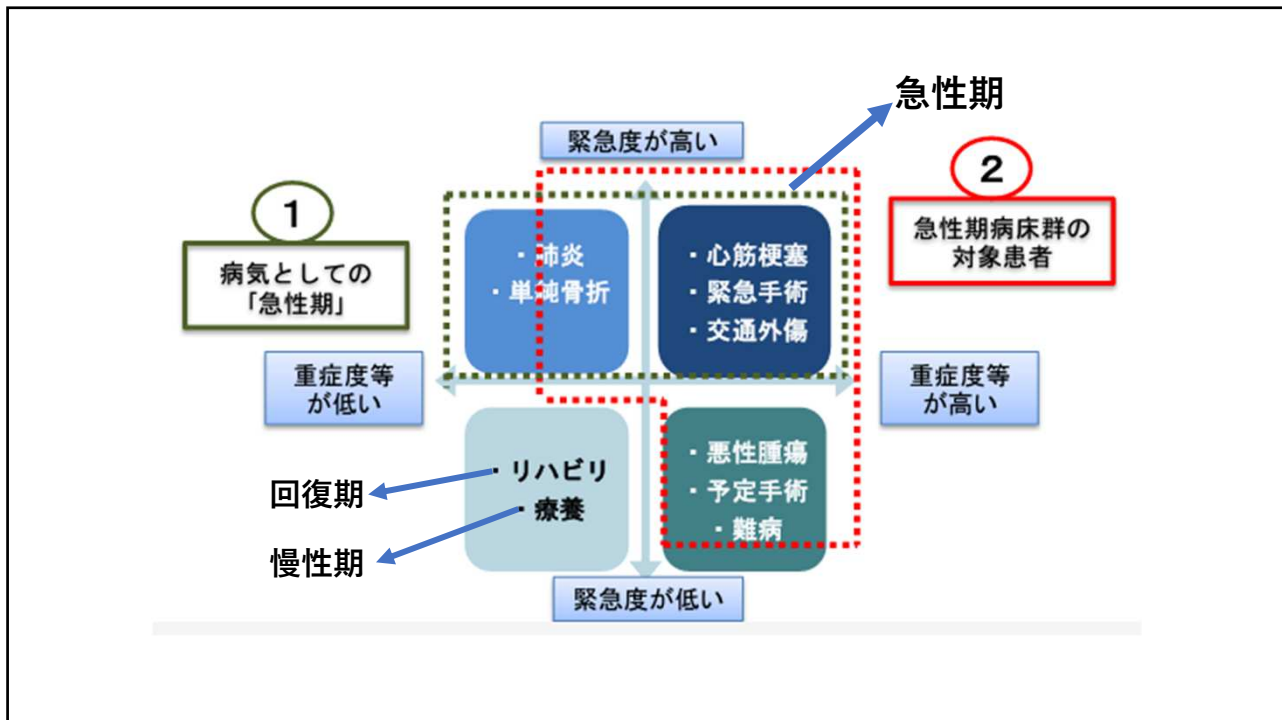 急性期
緊急度が高い
1
病気としての
「急性期」
2
急性期病床群の
対象患者
・肺炎
・単純骨折
・心筋梗塞
・緊急手術
・交通外傷
重症度等
が低い
重症度等
が高い
・リハビリ
・療養
回復期
慢性期
・悪性腫瘍
・予定手術
・難病
緊急度が低い